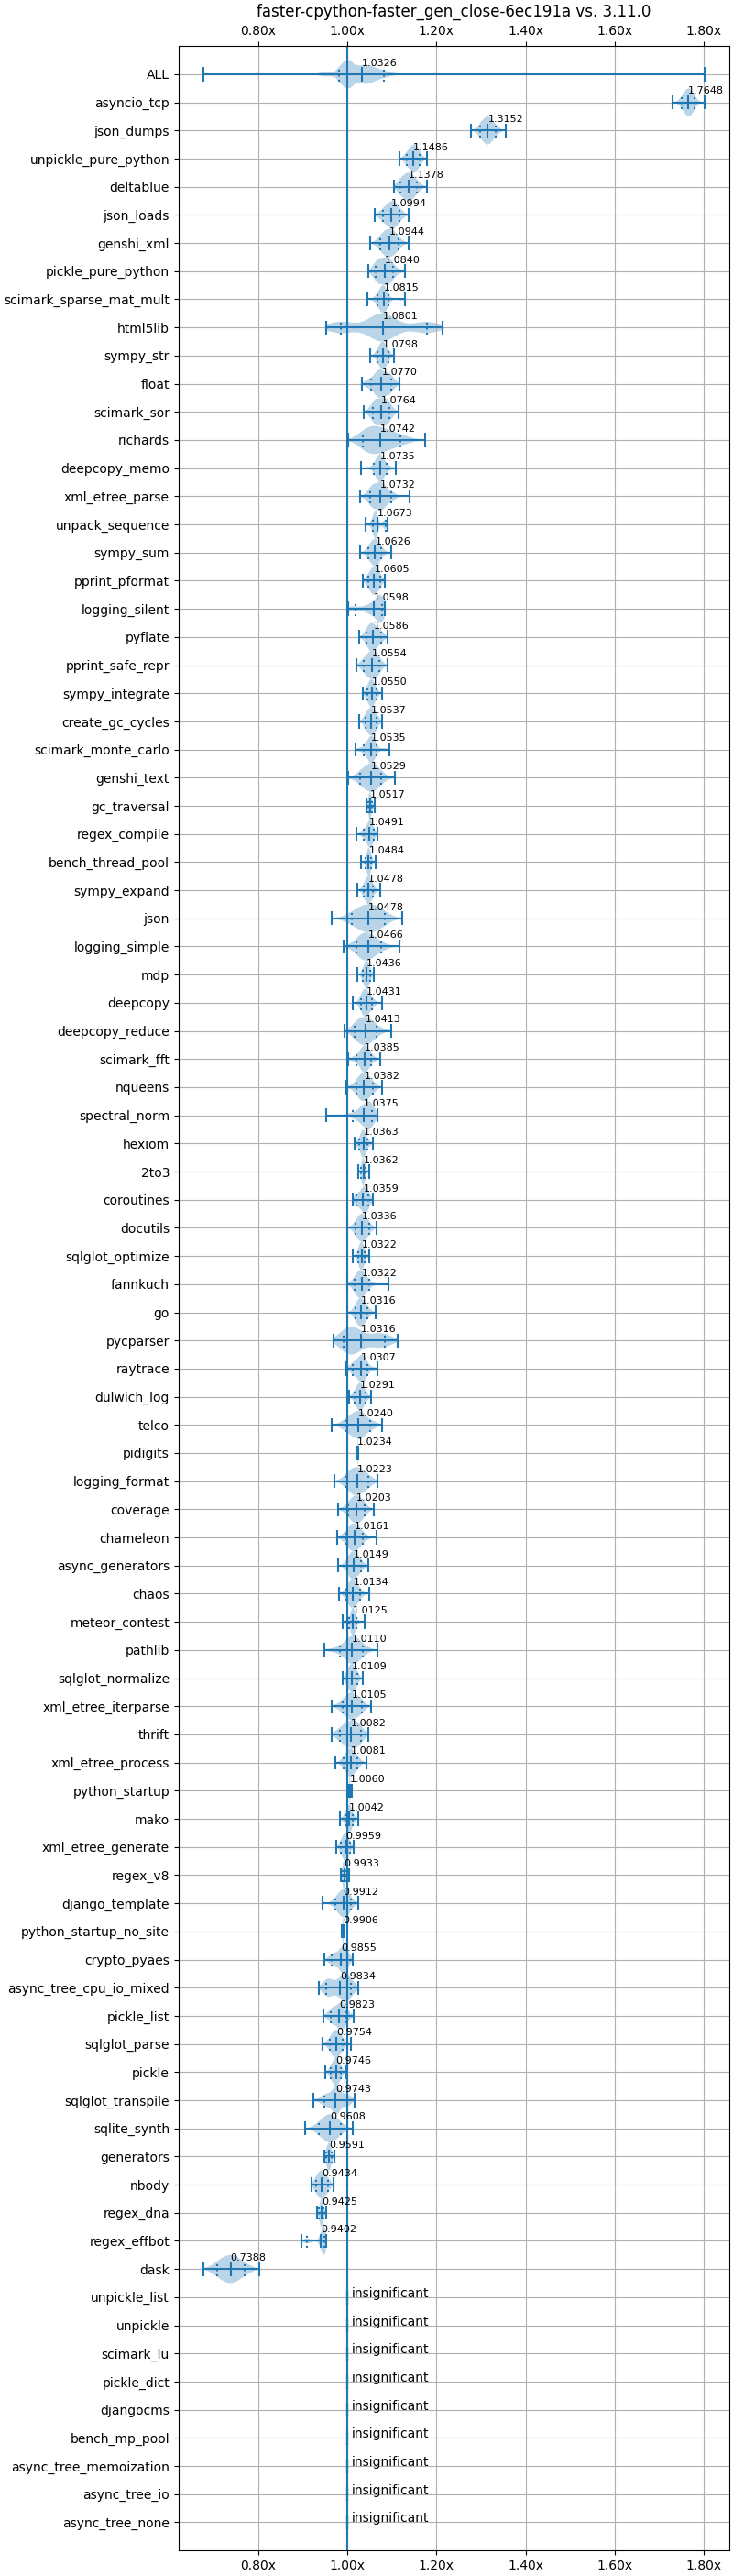 faster-cpython-faster_gen_close-6ec191a vs. 3.11.0
0.80x 1.00x 1.20x 1.40x 1.60x 1.80x
ALL 1.0326
asyncio_tcp 1.7648
json_dumps 1.3152
unpickle_pure_python 1.1486
deltablue 1.1378
json_loads 1.0994
genshi_xml 1.0944
pickle_pure_python 1.0840
scimark_sparse_mat_mult 1.0815
html5lib 1.0801
sympy_str 1.0798
float 1.0770
scimark_sor 1.0764
richards 1.0742
deepcopy_memo 1.0735
xml_etree_parse 1.0732
unpack_sequence 1.0673
sympy_sum 1.0626
pprint_pformat 1.0605
logging_silent 1.0598
pyflate 1.0586
pprint_safe_repr 1.0554
sympy_integrate 1.0550
create_gc_cycles 1.0537
scimark_monte_carlo 1.0535
genshi_text 1.0529
gc_traversal 1.0517
regex_compile 1.0491
bench_thread_pool 1.0484
sympy_expand 1.0478
json 1.0478
logging_simple 1.0466
mdp 1.0436
deepcopy 1.0431
deepcopy_reduce 1.0413
scimark_fft 1.0385
nqueens 1.0382
spectral_norm 1.0375
hexiom 1.0363
2to3 1.0362
coroutines 1.0359
docutils 1.0336
sqlglot_optimize 1.0322
fannkuch 1.0322
go 1.0316
pycparser 1.0316
raytrace 1.0307
dulwich_log 1.0291
telco 1.0240
pidigits 1.0234
logging_format 1.0223
coverage 1.0203
chameleon 1.0161
async_generators 1.0149
chaos 1.0134
meteor_contest 1.0125
pathlib 1.0110
sqlglot_normalize 1.0109
xml_etree_iterparse 1.0105
thrift 1.0082
xml_etree_process 1.0081
python_startup 1.0060
mako 1.0042
xml_etree_generate 0.9959
regex_v8 0.9933
django_template 0.9912
python_startup_no_site 0.9906
crypto_pyaes 0.9855
async_tree_cpu_io_mixed 0.9834
pickle_list 0.9823
sqlglot_parse 0.9754
pickle 0.9746
sqlglot_transpile 0.9743
sqlite_synth 0.9608
generators 0.9591
nbody 0.9434
regex_dna 0.9425
regex_effbot 0.9402
dask 0.7388
unpickle_list insignificant
unpickle insignificant
scimark_lu insignificant
pickle_dict insignificant
djangocms insignificant
bench_mp_pool insignificant
async_tree_memoization insignificant
async_tree_io insignificant
async_tree_none insignificant
0.80x 1.00x 1.20x 1.40x 1.60x 1.80x